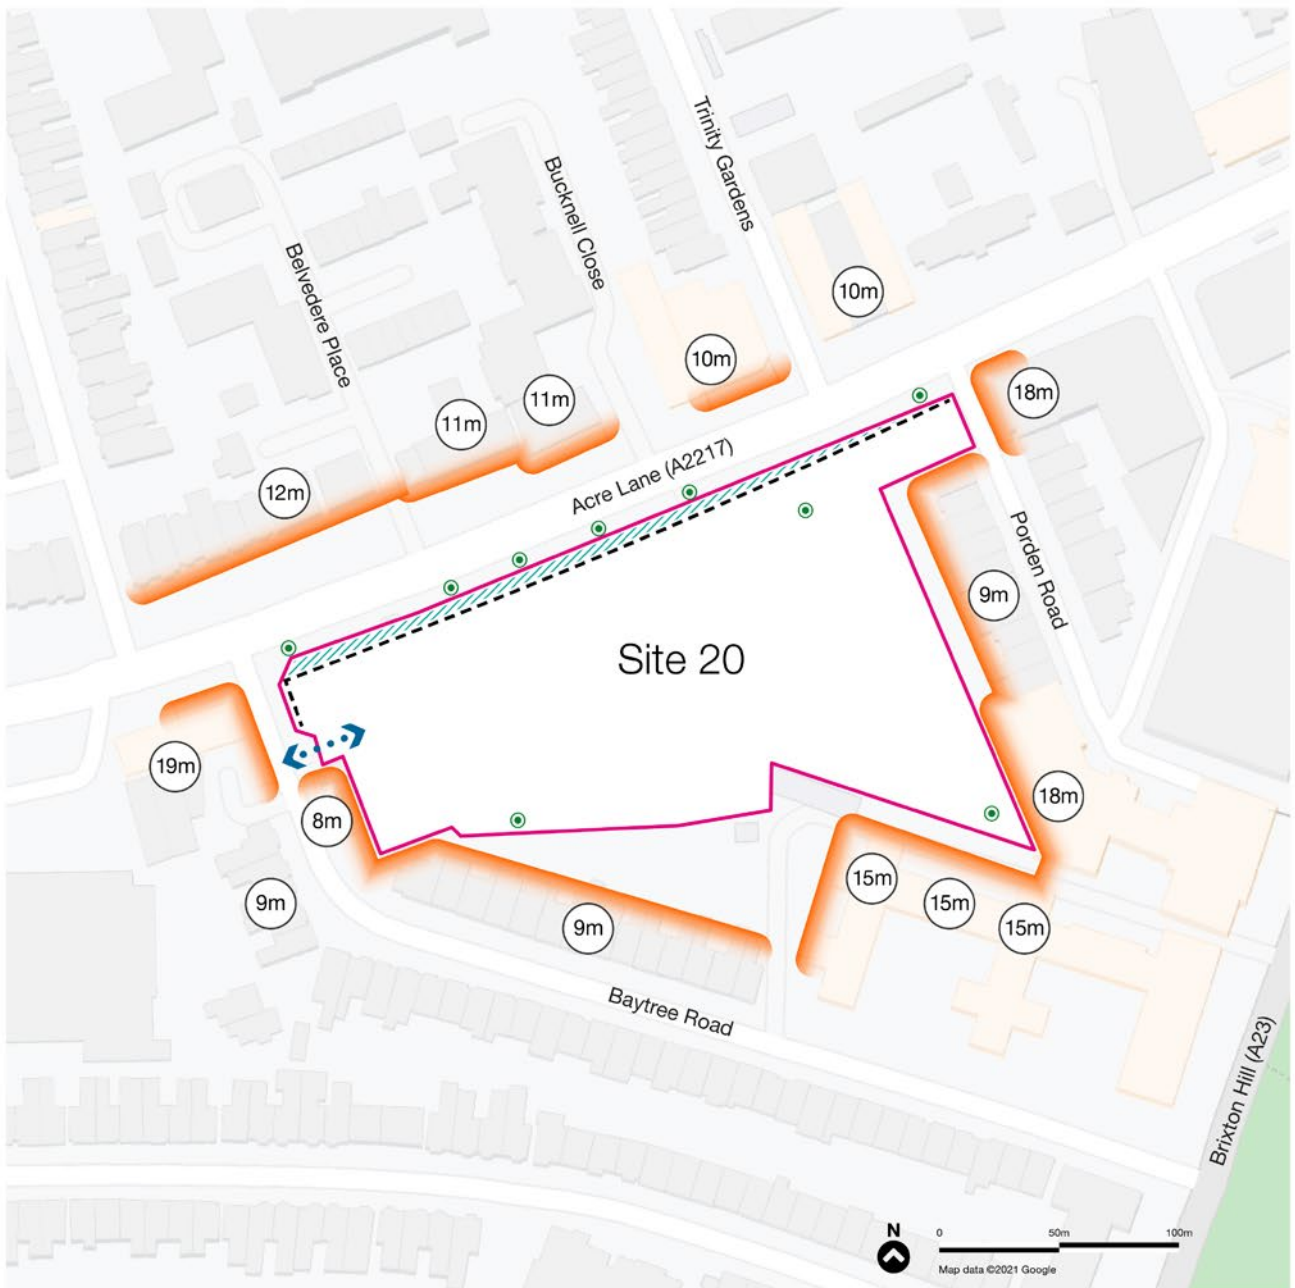 Trinity Gardens
Bucknell Close
Belvedere Place
10m
10m
18m
11m
11m
12m
Acre Lane (A2217)
Porden Road
9m
Site 20
19m
18m
8m
15m
9m
15m
9m
15m
Baytree Road
Brixton Hill (A23)
N
0 50m 100m
Map data ©2021 Google